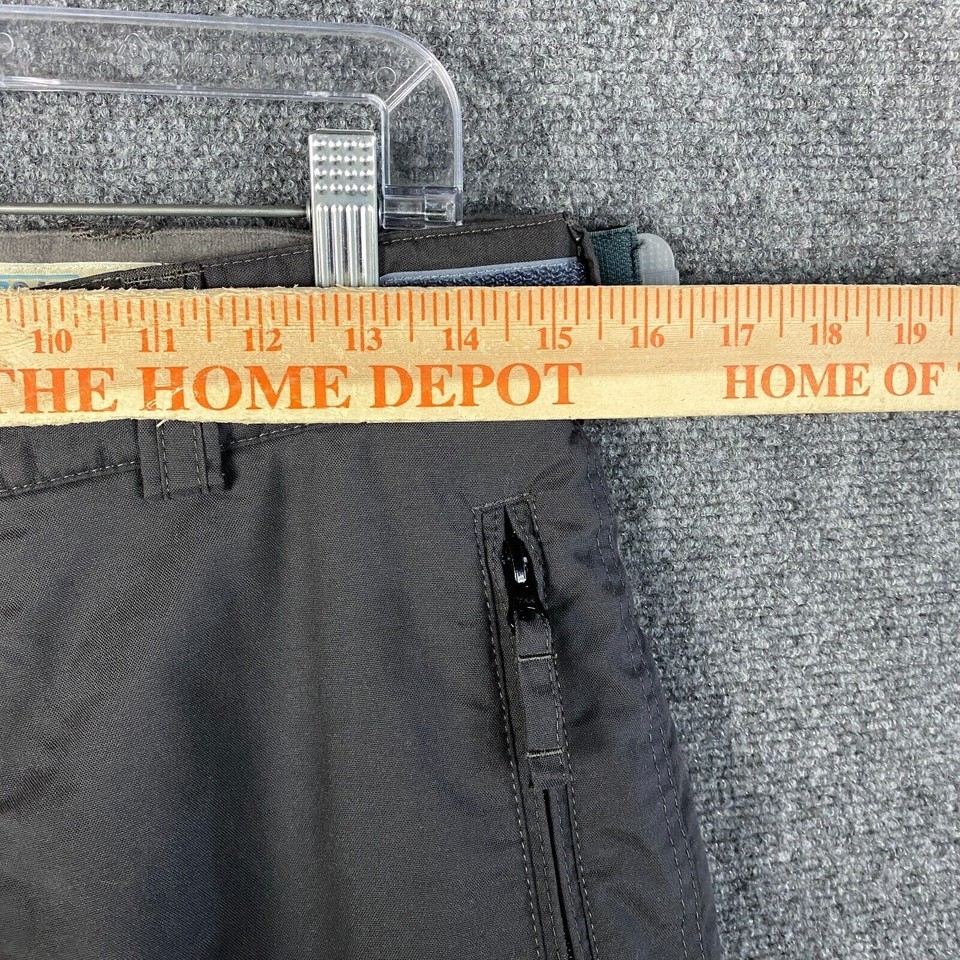 10 11 12 13 14 15 16 17 18 19
THE HOME DEPOT HOME OF